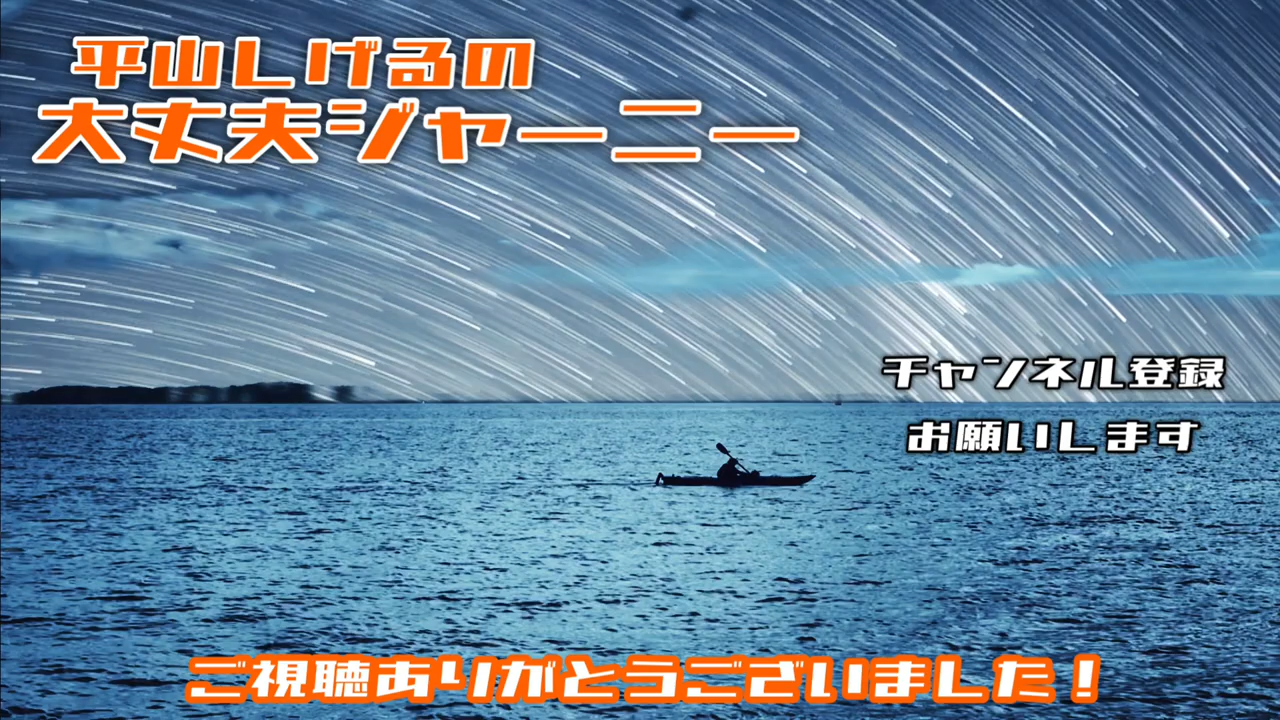 平山しげるの
大丈夫ジャーニー
チャンネル登録
お願いします
ご視聴ありがとうございました！